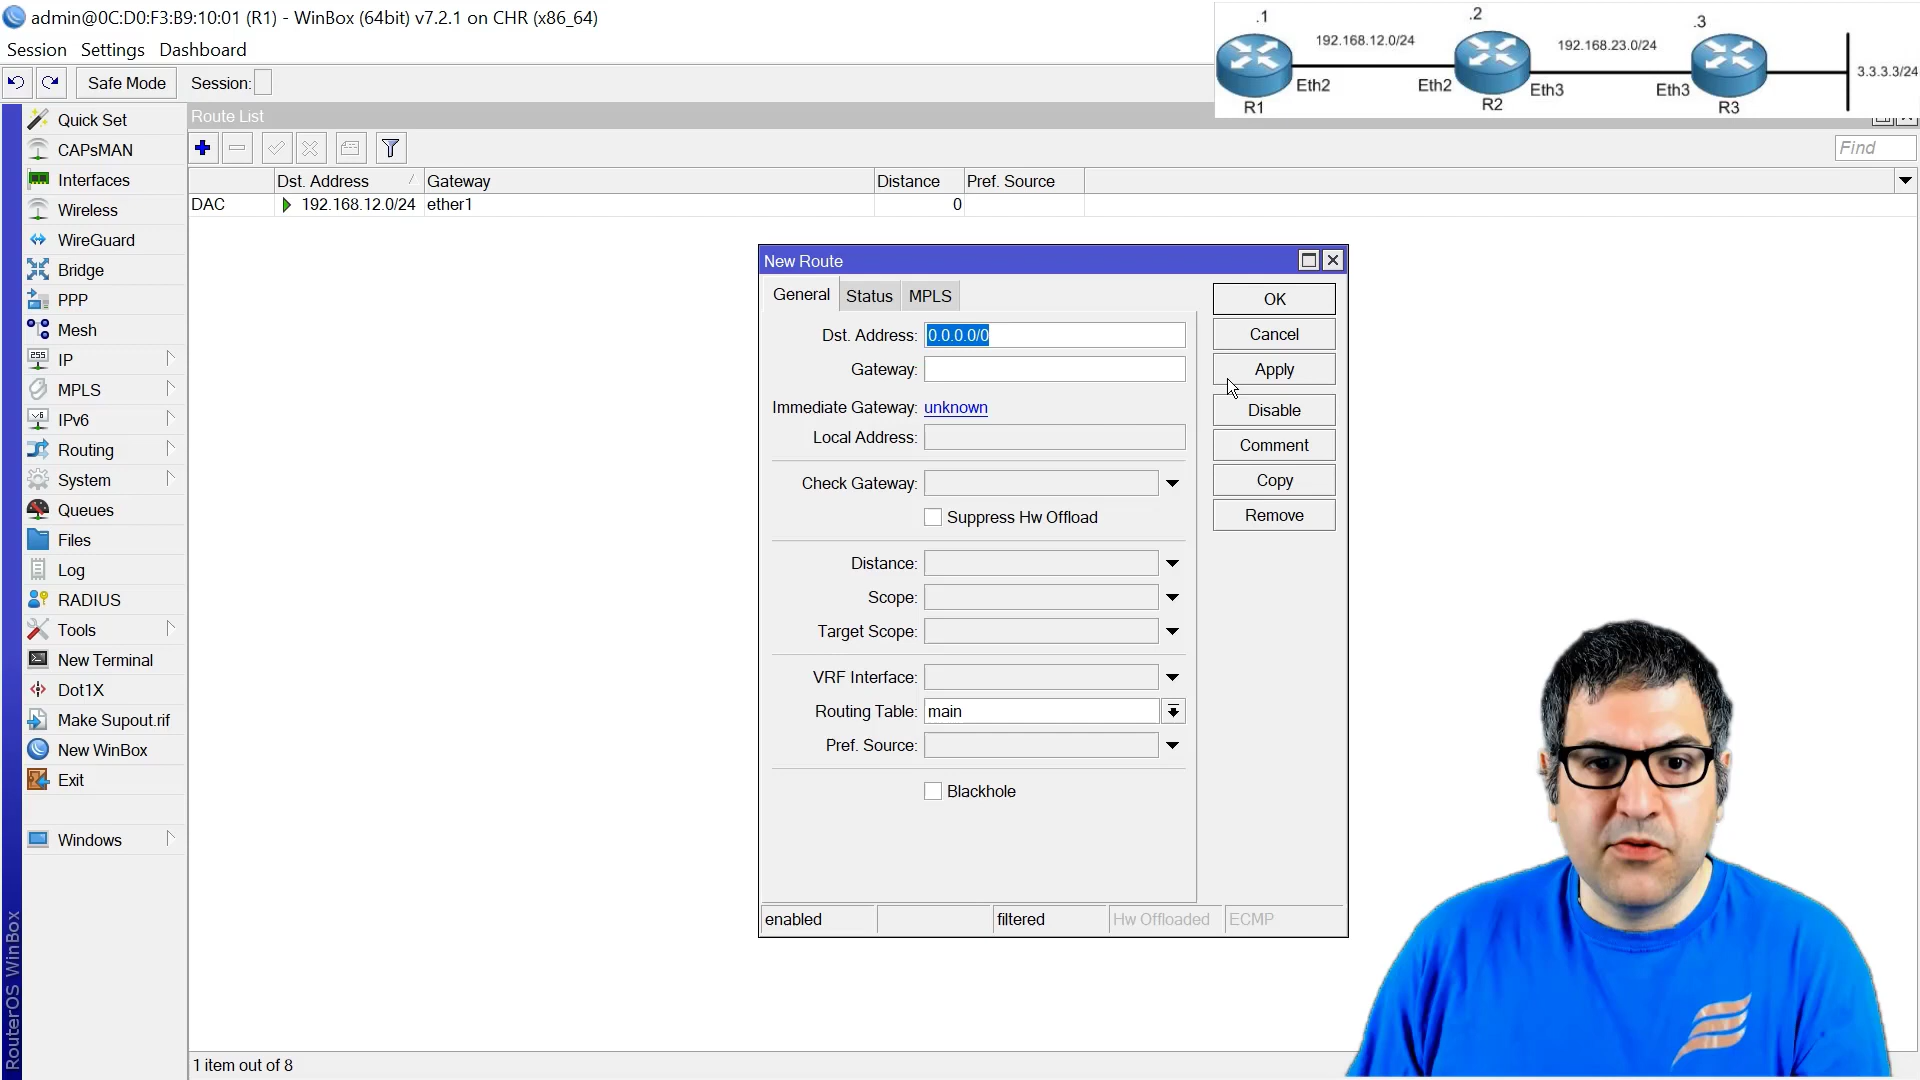 admin@0C:D0:F3:B9:10:01 (R1) - WinBox (64bit) v7.2.1 on CHR (x86_64)
Session Settings Dashboard
Safe Mode Session:
.1 .2 .3
192.168.12.0/24 192.168.23.0/24
3.3.3.3/24
Eth2 Eth2 Eth3 Eth3
R1 R2 R3
Quick Set
CAPsMAN
Interfaces
Wireless
WireGuard
Bridge
PPP
Mesh
IP
MPLS
IPv6
Routing
System
Queues
Files
Log
RADIUS
Tools
New Terminal
Dot1X
Make Supout.rif
New WinBox
Exit
Windows
RouterOS WinBox
Route List
Find
Dst. Address Gateway Distance Pref. Source
DAC 192.168.12.0/24 ether1 0
New Route
General Status MPLS
Dst. Address: 0.0.0.0/0
Gateway:
Immediate Gateway: unknown
Local Address:
Check Gateway:
Suppress Hw Offload
Distance:
Scope:
Target Scope:
VRF Interface:
Routing Table: main
Pref. Source:
Blackhole
OK
Cancel
Apply
Disable
Comment
Copy
Remove
enabled filtered Hw Offloaded ECMP
1 item out of 8
255
v6